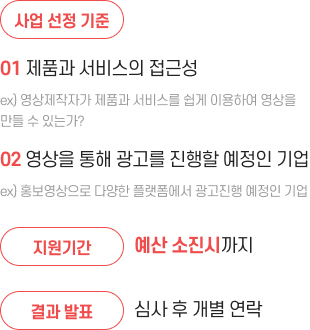 사업 선정 기준
01 제품과 서비스의 접근성
ex) 영상제작자가 제품과 서비스를 쉽게 이용하여 영상을
만들 수 있는가?
02 영상을 통해 광고를 진행할 예정인 기업
ex) 홍보영상으로 다양한 플랫폼에서 광고진행 예정인 기업
지원기간 예산 소진시까지
결과 발표 심사 후 개별 연락